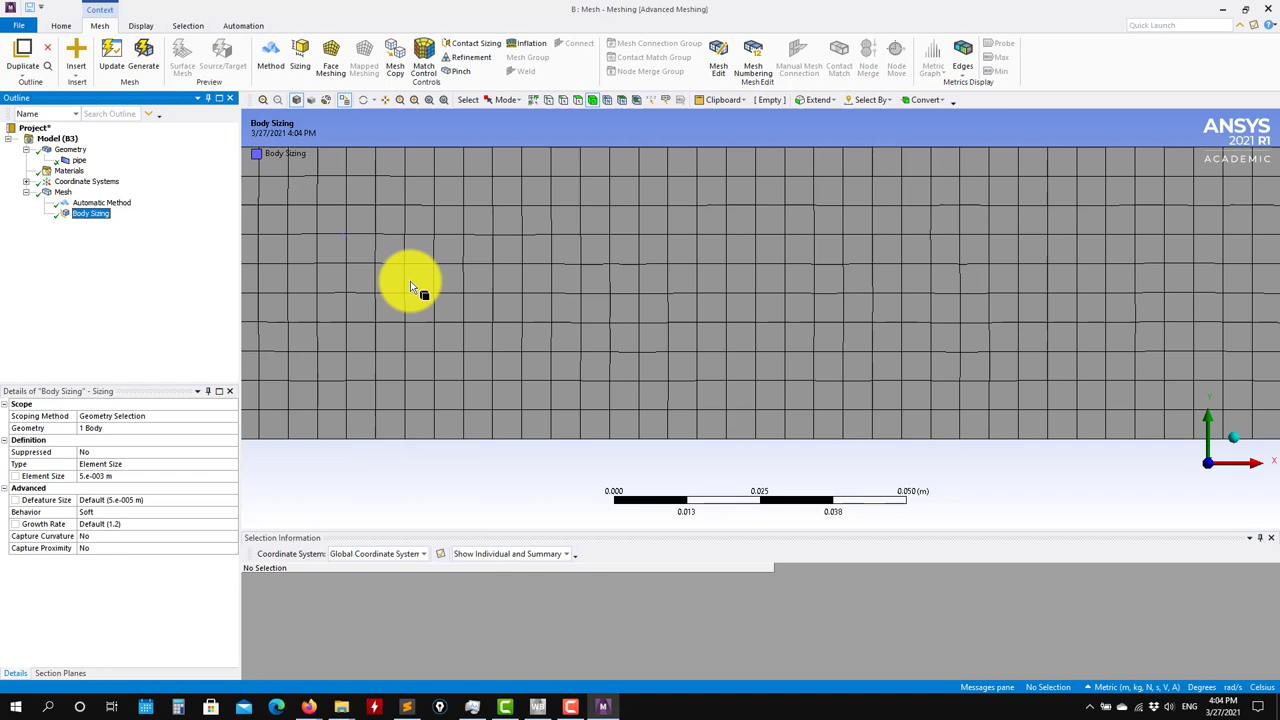 Context
B : Mesh - Meshing [Advanced Meshing]
File
Home
Mesh
Display
Selection
Automation
Quick Launch
Duplicate
Outline
Insert
Insert
Update
Generate
Mesh
Surface Mesh
Source/Target
Preview
Method
Sizing
Face Meshing
Mapped Meshing
Mesh Copy
Match Control
Contact Sizing
Refinement
Pinch
Inflation
Mesh Group
Weld
Connect
Controls
Mesh Connection Group
Contact Match Group
Node Merge Group
Mesh Edit
Mesh Numbering
Manual Mesh Connection
Contact Match
Node Merge
Node Move
Mesh Edit
Metric Graph
Edges
Probe
Max
Min
Metrics Display
Outline
Select
Mode
Clipboard
[ Empty ]
Extend
Select By
Convert
Name
Search Outline
Project*
Model (B3)
Geometry
pipe
Materials
Coordinate Systems
Mesh
Automatic Method
Body Sizing
Body Sizing
3/27/2021 4:04 PM
Body Sizing
ANSYS
2021 R1
ACADEMIC
Details of "Body Sizing" - Sizing
Scope
Scoping Method Geometry Selection
Geometry 1 Body
Definition
Suppressed No
Type Element Size
Element Size 5.e-003 m
Advanced
Defeature Size Default (5.e-005 m)
Behavior Soft
Growth Rate Default (1.2)
Capture Curvature No
Capture Proximity No
Y
X
0.000 0.025 0.050 (m)
0.013 0.038
Selection Information
Coordinate System: Global Coordinate System Show Individual and Summary
No Selection
Details Section Planes
Messages pane No Selection Metric (m, kg, N, s, V, A) Degrees rad/s Celsius
ENG
4:04 PM
3/27/2021